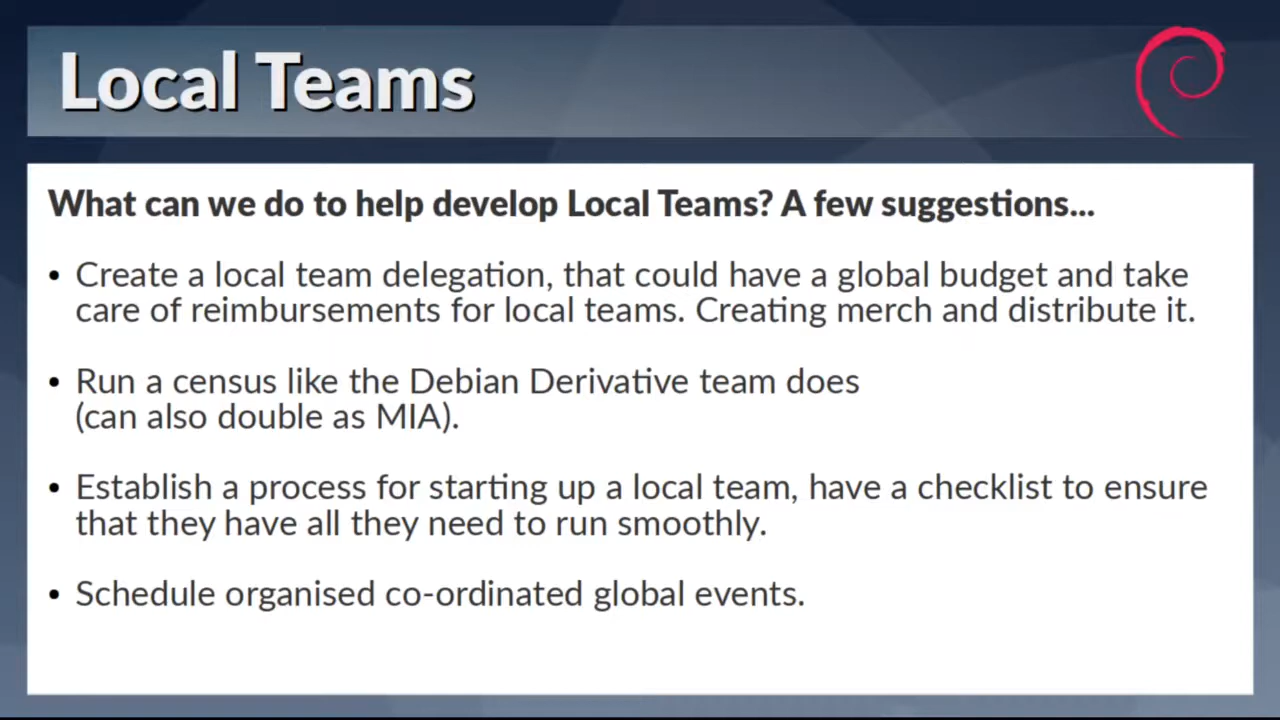 Local Teams
What can we do to help develop Local Teams? A few suggestions...
• Create a local team delegation, that could have a global budget and take
care of reimbursements for local teams. Creating merch and distribute it.
• Run a census like the Debian Derivative team does
(can also double as MIA).
• Establish a process for starting up a local team, have a checklist to ensure
that they have all they need to run smoothly.
• Schedule organised co-ordinated global events.